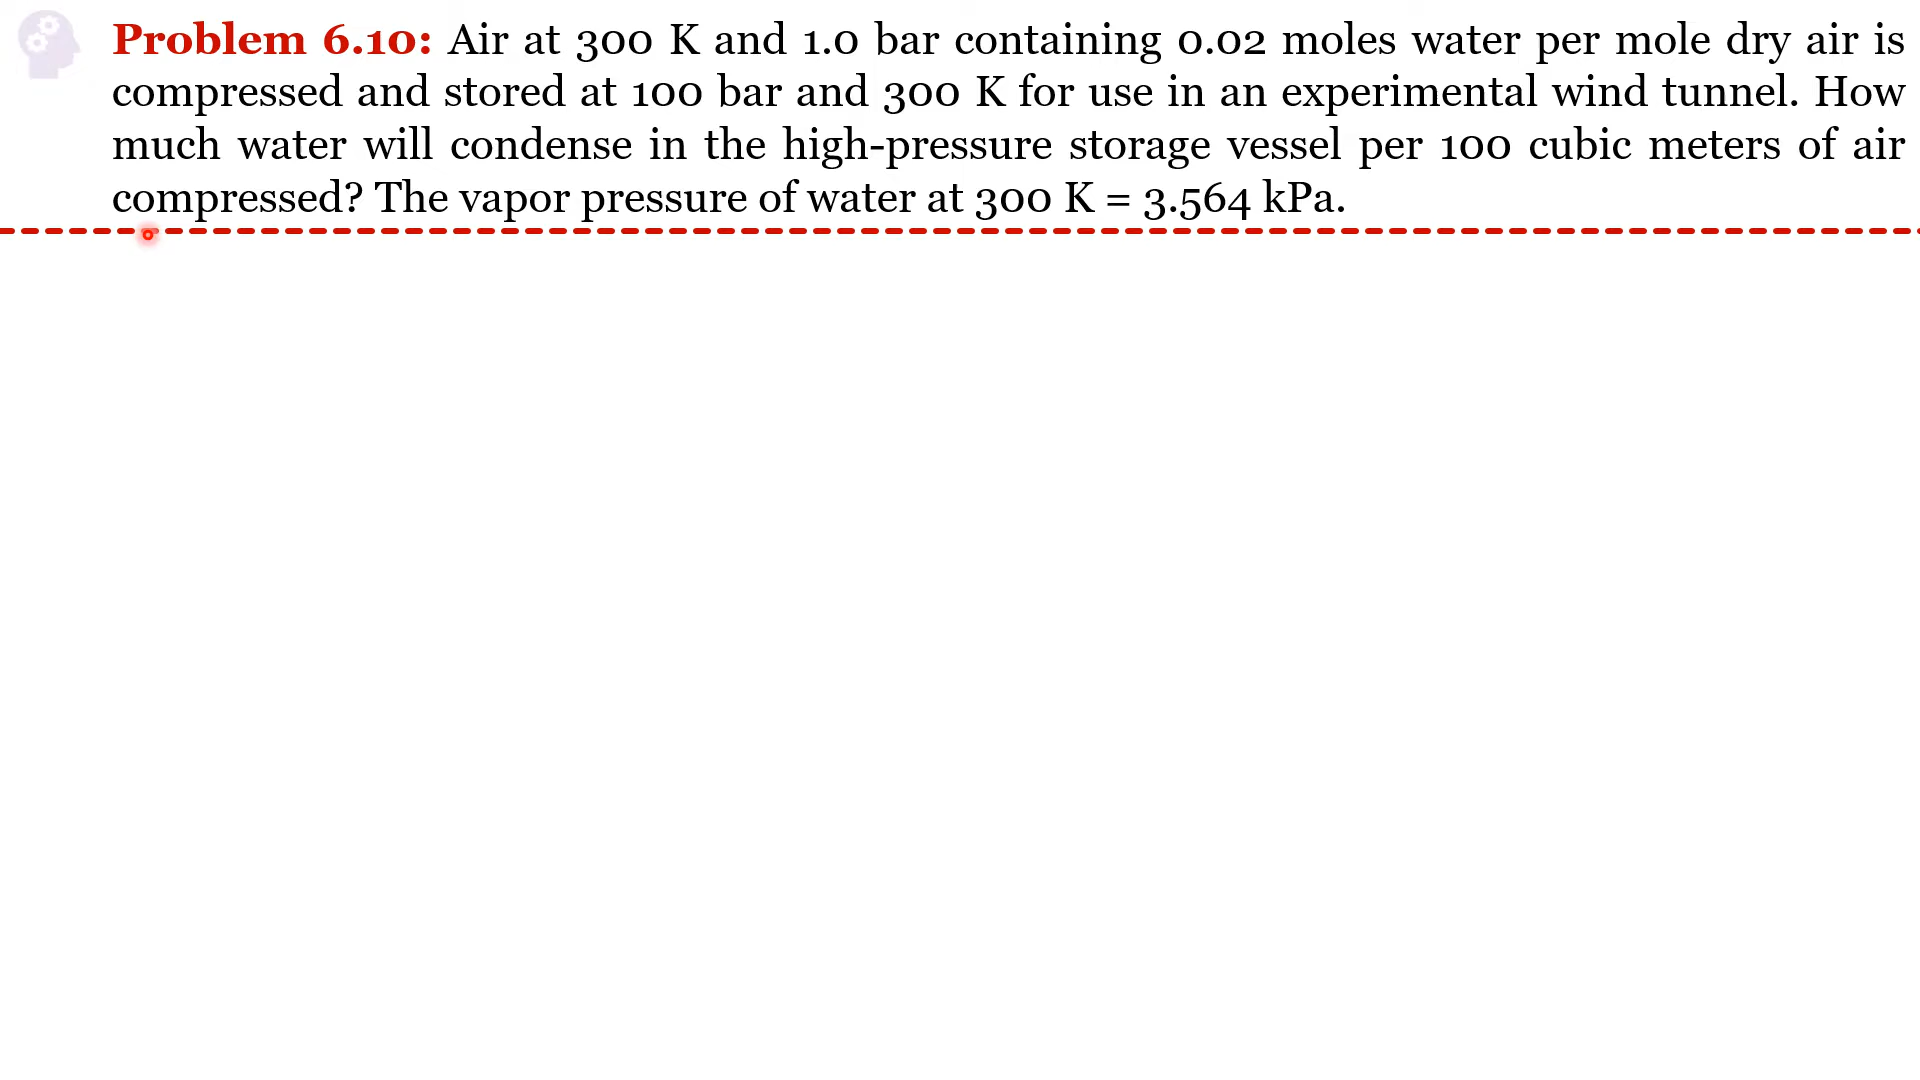 Problem 6.10: Air at 300 K and 1.0 bar containing 0.02 moles water per mole dry air is
compressed and stored at 100 bar and 300 K for use in an experimental wind tunnel. How
much water will condense in the high-pressure storage vessel per 100 cubic meters of air
compressed? The vapor pressure of water at 300 K = 3.564 kPa.